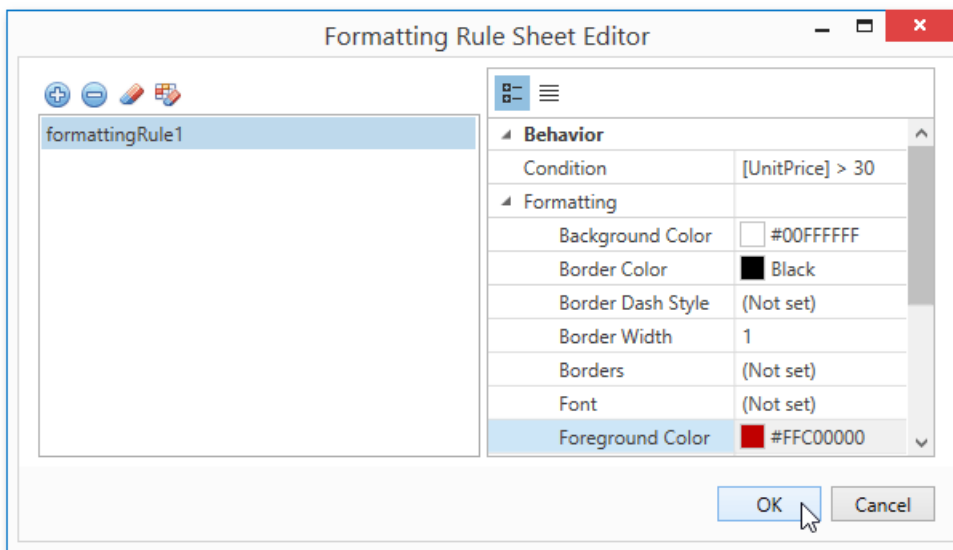 Formatting Rule Sheet Editor
formattingRule1
Behavior
Condition [UnitPrice] > 30
Formatting
Background Color #00FFFFFF
Border Color Black
Border Dash Style (Not set)
Border Width 1
Borders (Not set)
Font (Not set)
Foreground Color #FFC00000
OK Cancel